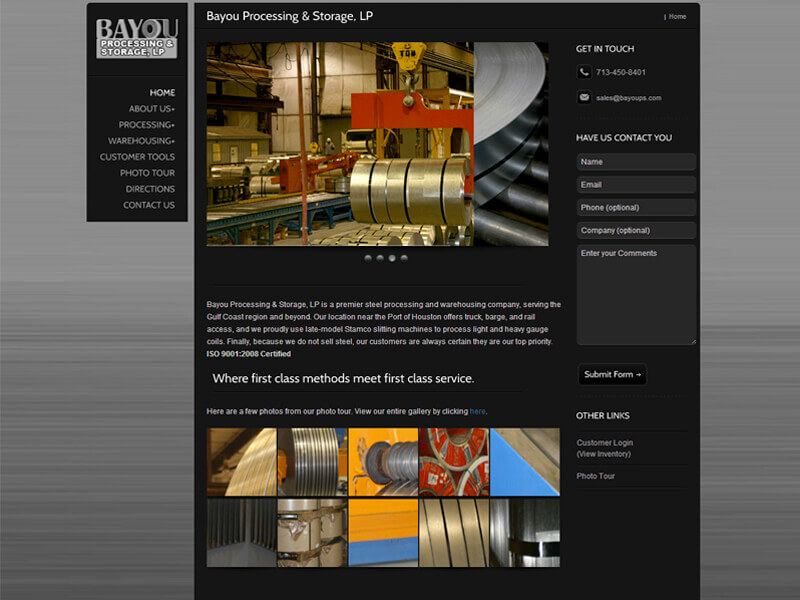 BAYOU
PROCESSING &
STORAGE, LP
HOME
ABOUT US+
PROCESSING+
WAREHOUSING+
CUSTOMER TOOLS
PHOTO TOUR
DIRECTIONS
CONTACT US
Bayou Processing & Storage, LP
| Home
TON
Bayou Processing & Storage, LP is a premier steel processing and warehousing company, serving the
Gulf Coast region and beyond. Our location near the Port of Houston offers truck, barge, and rail
access, and we proudly use late-model Stamco slitting machines to process light and heavy gauge
coils. Finally, because we do not sell steel, our customers are always certain they are our top priority.
ISO 9001:2008 Certified
Where first class methods meet first class service.
Here are a few photos from our photo tour. View our entire gallery by clicking here.
GET IN TOUCH
713-450-8401
sales@bayoups.com
HAVE US CONTACT YOU
Name
Email
Phone (optional)
Company (optional)
Enter your Comments
Submit Form →
OTHER LINKS
Customer Login
(View Inventory)
Photo Tour